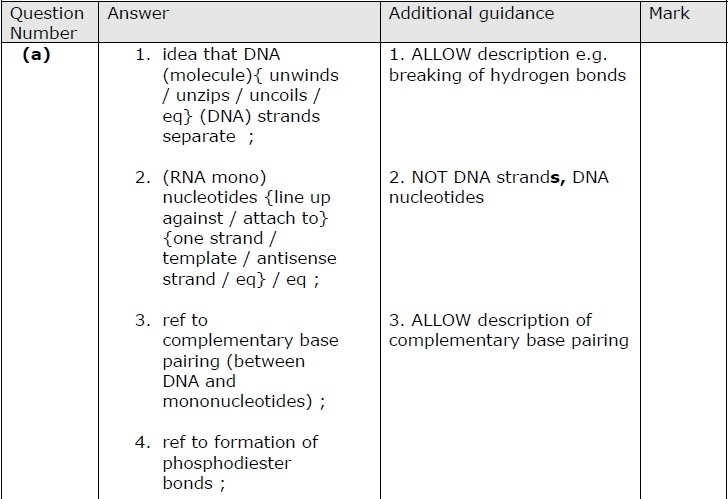 Question Answer Additional guidance Mark
Number
(a) 1. idea that DNA 1. ALLOW description e.g.
(molecule){ unwinds breaking of hydrogen bonds
/ unzips / uncoils /
eq} (DNA) strands
separate ;
2. (RNA mono) 2. NOT DNA strands, DNA
nucleotides {line up nucleotides
against / attach to}
{one strand /
template / antisense
strand / eq} / eq ;
3. ref to 3. ALLOW description of
complementary base complementary base pairing
pairing (between
DNA and
mononucleotides) ;
4. ref to formation of
phosphodiester
bonds ;